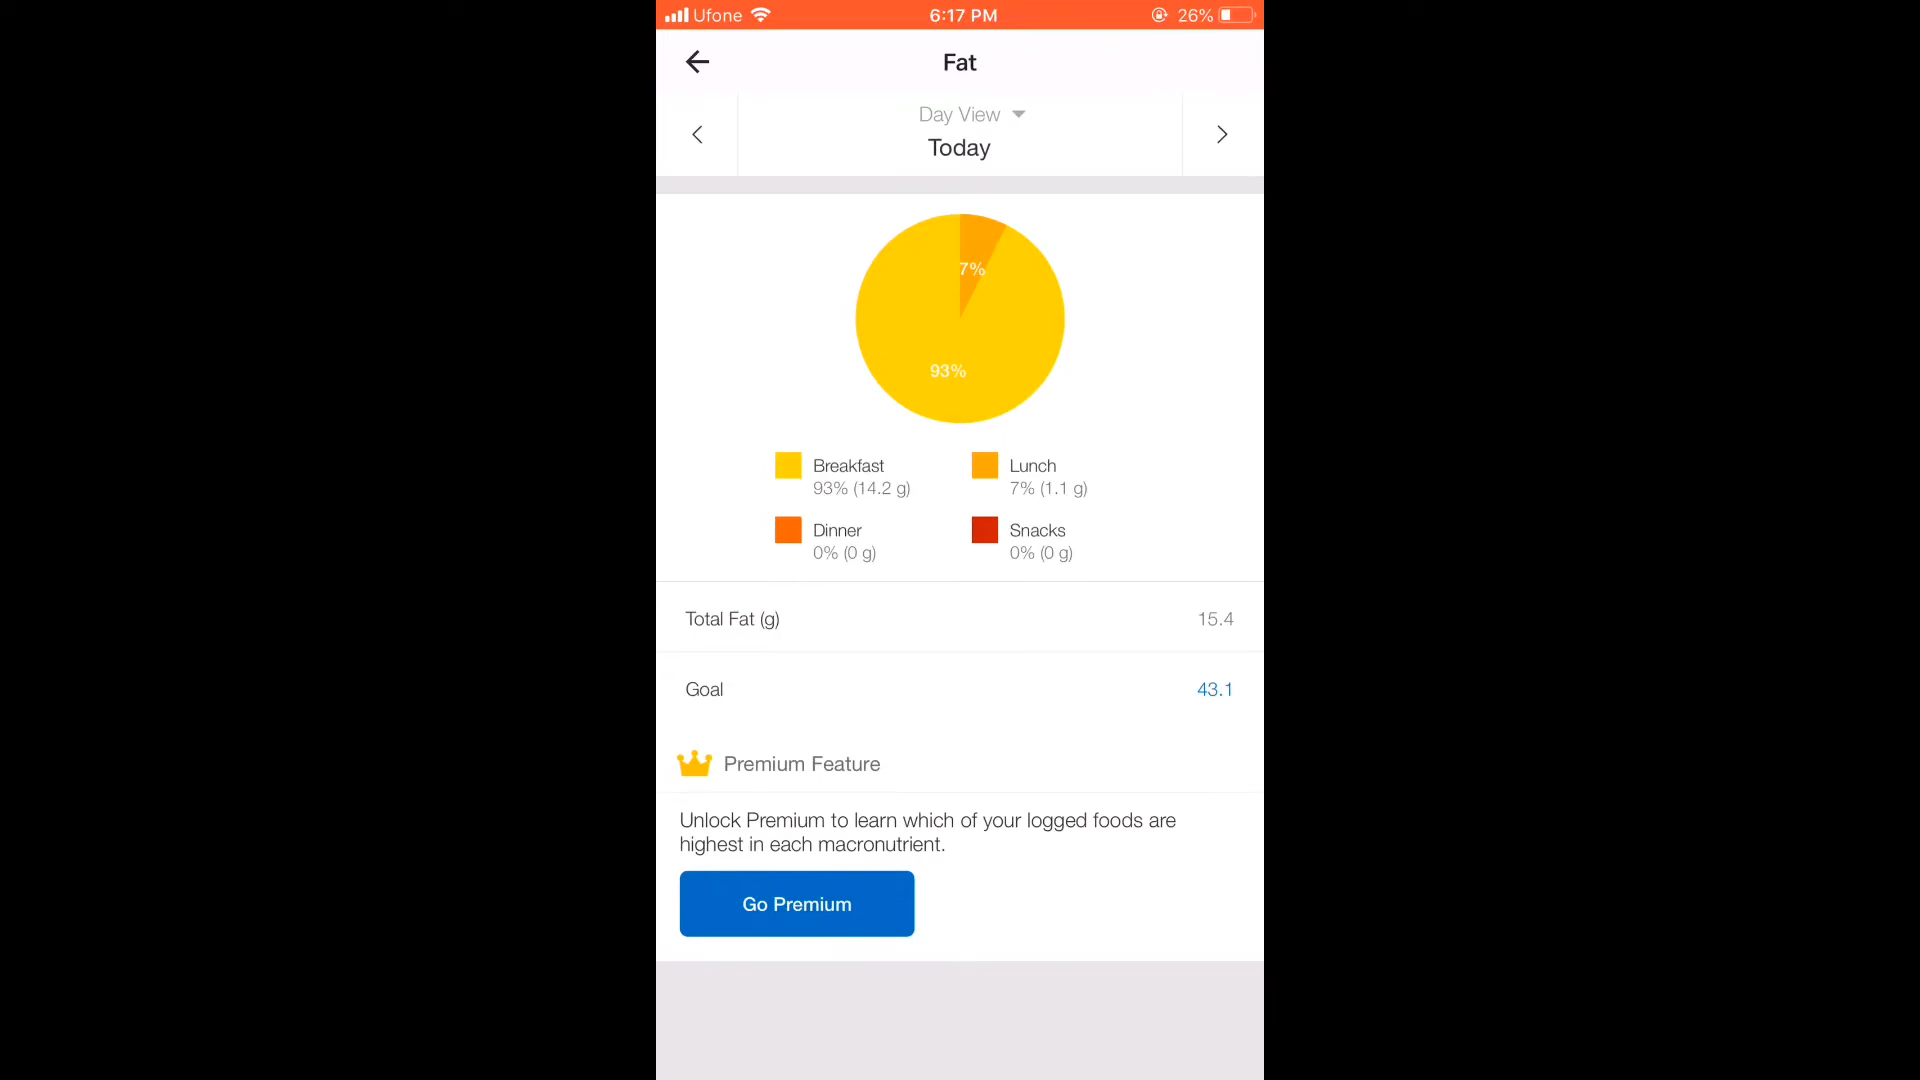 Ufone 6:17 PM 26%
Fat
Day View
Today
7%
93%
Breakfast
93% (14.2 g)
Lunch
7% (1.1 g)
Dinner
0% (0 g)
Snacks
0% (0 g)
Total Fat (g) 15.4
Goal 43.1
Premium Feature
Unlock Premium to learn which of your logged foods are
highest in each macronutrient.
Go Premium